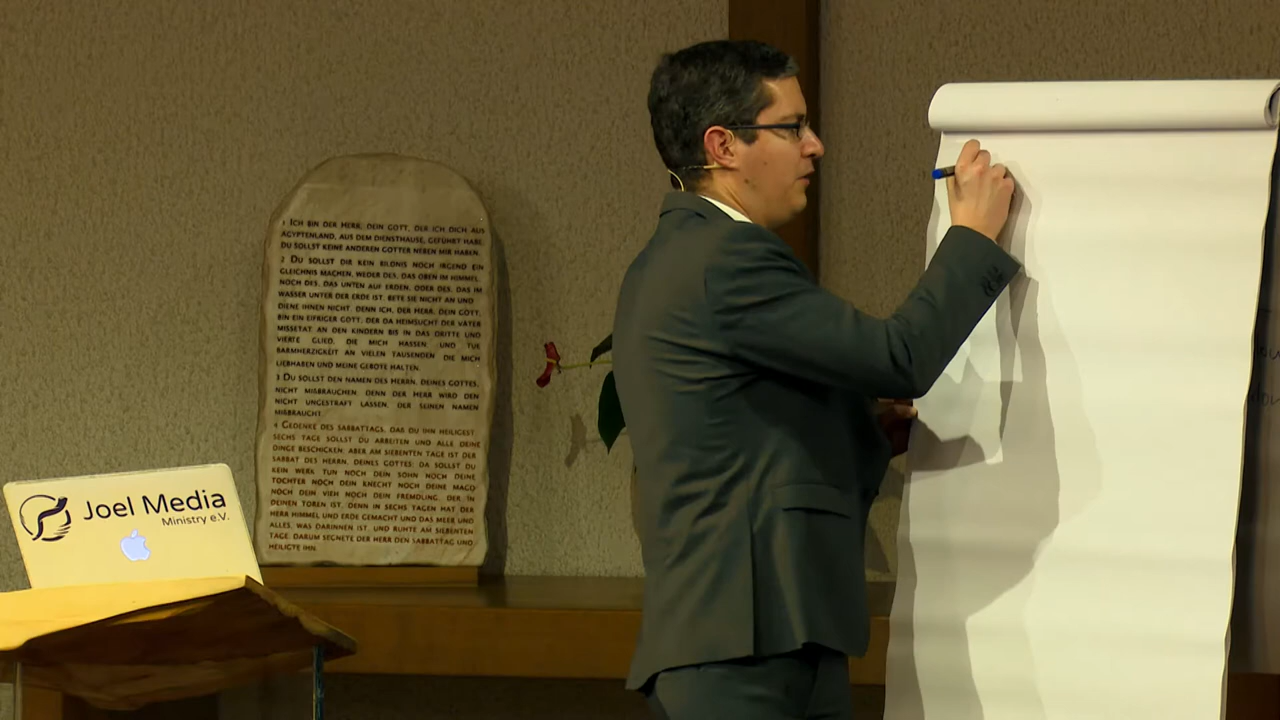 1 ICH BIN DER HERR, DEIN GOTT, DER ICH DICH AUS
ÄGYPTENLAND, AUS DEM DIENSTHAUSE, GEFÜHRT HABE.
DU SOLLST KEINE ANDEREN GÖTTER NEBEN MIR HABEN.
2 DU SOLLST DIR KEIN BILDNIS NOCH IRGEND EIN
GLEICHNIS MACHEN, WEDER DES, DAS OBEN IM HIMMEL,
NOCH DES, DAS UNTEN AUF ERDEN, ODER DES, DAS IM
WASSER UNTER DER ERDE IST. BETE SIE NICHT AN UND
DIENE IHNEN NICHT. DENN ICH, DER HERR, DEIN GOTT,
BIN EIN EIFRIGER GOTT, DER DA HEIMSUCHT DER VÄTER
MISSETAT AN DEN KINDERN BIS IN DAS DRITTE UND
VIERTE GLIED, DIE MICH HASSEN UND TUE
BARMHERZIGKEIT AN VIELEN TAUSENDEN DIE MICH
LIEBHABEN UND MEINE GEBOTE HALTEN.
3 DU SOLLST DEN NAMEN DES HERRN, DEINES GOTTES,
NICHT MIßBRAUCHEN, DENN DER HERR WIRD DEN
NICHT UNGESTRAFT LASSEN, DER SEINEN NAMEN
MIßBRAUCHT.
4 GEDENKE DES SABBATTAGS, DAß DU IHN HEILIGEST.
SECHS TAGE SOLLST DU ARBEITEN UND ALLE DEINE
DINGE BESCHICKEN; ABER AM SIEBENTEN TAGE IST DER
SABBAT DES HERRN, DEINES GOTTES; DA SOLLST DU
KEIN WERK TUN NOCH DEIN SOHN NOCH DEINE
TOCHTER NOCH DEIN KNECHT NOCH DEINE MAGD
NOCH DEIN VIEH NOCH DEIN FREMDLING, DER IN
DEINEN TOREN IST. DENN IN SECHS TAGEN HAT DER
HERR HIMMEL UND ERDE GEMACHT UND DAS MEER UND
ALLES, WAS DARINNEN IST, UND RUHTE AM SIEBENTEN
TAGE. DARUM SEGNETE DER HERR DEN SABBATTAG UND
HEILIGTE IHN.
Joel Media
Ministry e.V.